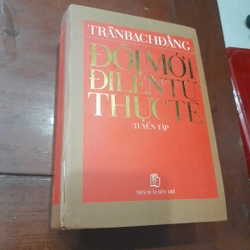 TRẦN BẠCH ĐẰNG
ĐỔI MỚI
ĐI LÊN TỪ
THỰC TẾ
TUYỂN TẬP
NHÀ XUẤT BẢN TRẺ